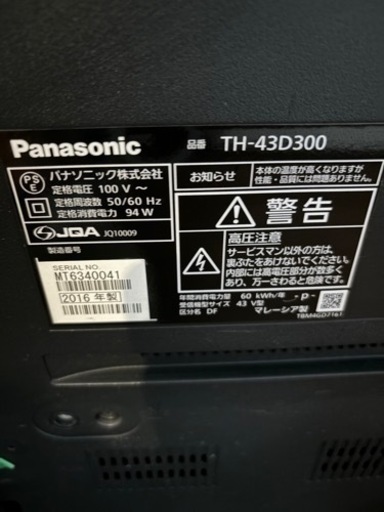 Panasonic
品番 TH-43D300
PS
E
パナソニック株式会社
定格電圧 100 V ～
定格周波数 50/60 Hz
定格消費電力 94 W
JQA JQ10009
製造番号
SERIAL NO.
MT6340041
2016 年製
お知らせ
本体の温度が高くなりますが
性能・品質には問題ありません
警告
高圧注意
サービスマン以外の方は、
裏ぶたをあけないでください。
内部には高電圧部分が数多く
あり、万一さわると危険です。
年間消費電力量 60 kWh/年 -p-
受信機型サイズ 43 V型
区分名 DF マレーシア製
TBM4GD7161